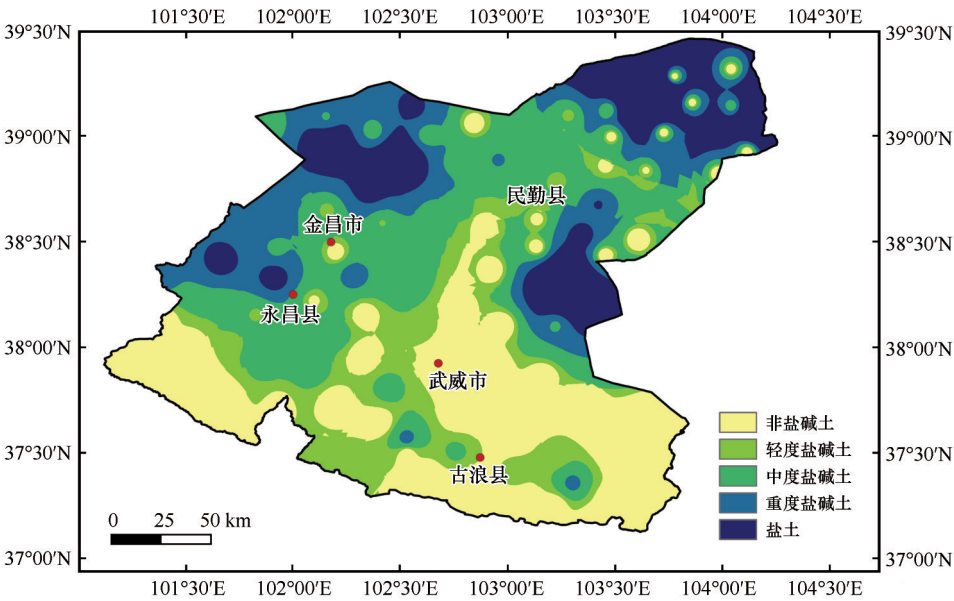 101°30′E 102°00′E 102°30′E 103°00′E 103°30′E 104°00′E 104°30′E
39°30′N 39°30′N
39°00′N 39°00′N
民勤县
金昌市
38°30′N 38°30′N
永昌县
38°00′N 38°00′N
武威市
非盐碱土
轻度盐碱土
37°30′N 37°30′N
古浪县
中度盐碱土
重度盐碱土
0 25 50 km
盐土
37°00′N 37°00′N
101°30′E 102°00′E 102°30′E 103°00′E 103°30′E 104°00′E 104°30′E